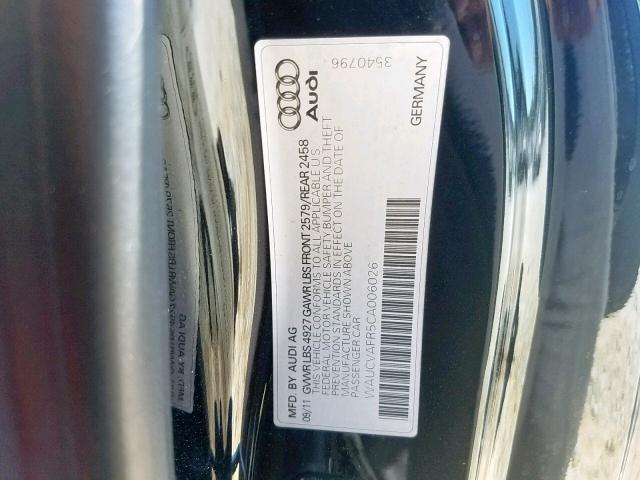 MFD. BY AUDI AG
Audi
3540796
09/11 GVWR LBS 4927 GAWR LBS FRONT 2579/REAR 2458
THIS VEHICLE CONFORMS TO ALL APPLICABLE U.S.
FEDERAL MOTOR VEHICLE SAFETY BUMPER AND THEFT
PREVENTION STANDARDS IN EFFECT ON THE DATE OF
MANUFACTURE SHOWN ABOVE
PASSENGER CAR
WAUCVAFR5CA006026
GERMANY